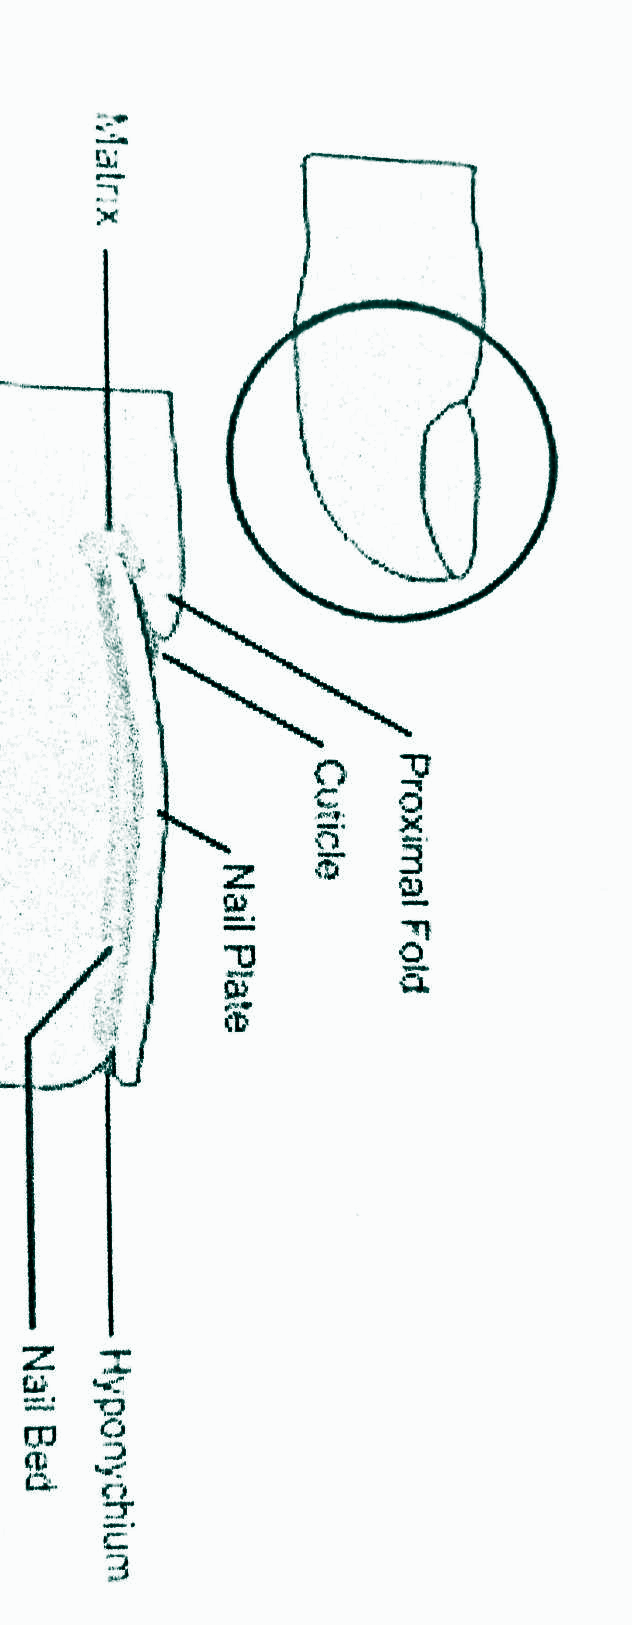 Proximal Fold
Cuticle
Nail Plate
Matrix
Hyponychium
Nail Bed